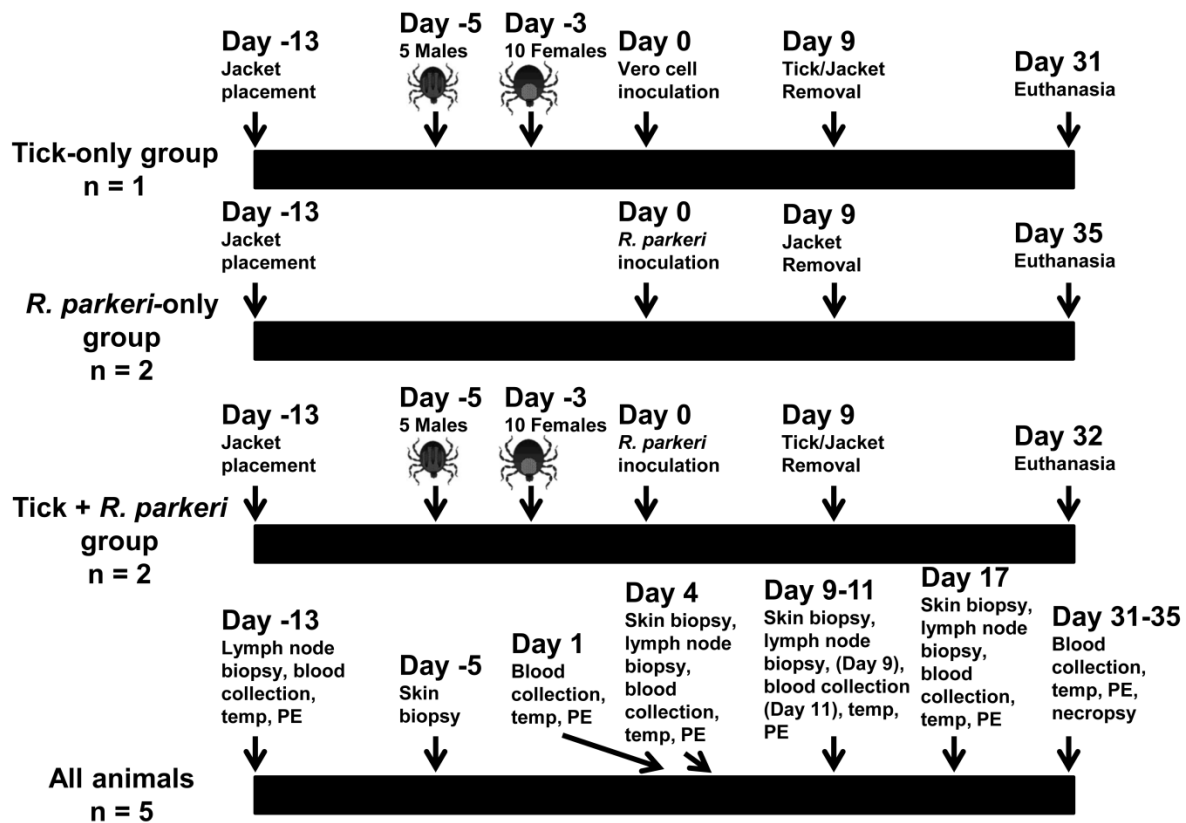 Day -13
Jacket
placement
Day -5
5 Males
Day -3
10 Females
Day 0
Vero cell
inoculation
Day 9
Tick/Jacket
Removal
Day 31
Euthanasia
Tick-only group
n = 1
Day -13
Jacket
placement
Day 0
R. parkeri
inoculation
Day 9
Jacket
Removal
Day 35
Euthanasia
R. parkeri-only
group
n = 2
Day -13
Jacket
placement
Day -5
5 Males
Day -3
10 Females
Day 0
R. parkeri
inoculation
Day 9
Tick/Jacket
Removal
Day 32
Euthanasia
Tick + R. parkeri
group
n = 2
Day -13
Lymph node
biopsy, blood
collection,
temp, PE
Day -5
Skin
biopsy
Day 1
Blood
collection,
temp, PE
Day 4
Skin biopsy,
lymph node
biopsy,
blood
collection,
temp, PE
Day 9-11
Skin biopsy,
lymph node
biopsy, (Day 9),
blood collection
(Day 11), temp,
PE
Day 17
Skin biopsy,
lymph node
biopsy,
blood
collection,
temp, PE
Day 31-35
Blood
collection,
temp, PE,
necropsy
All animals
n = 5